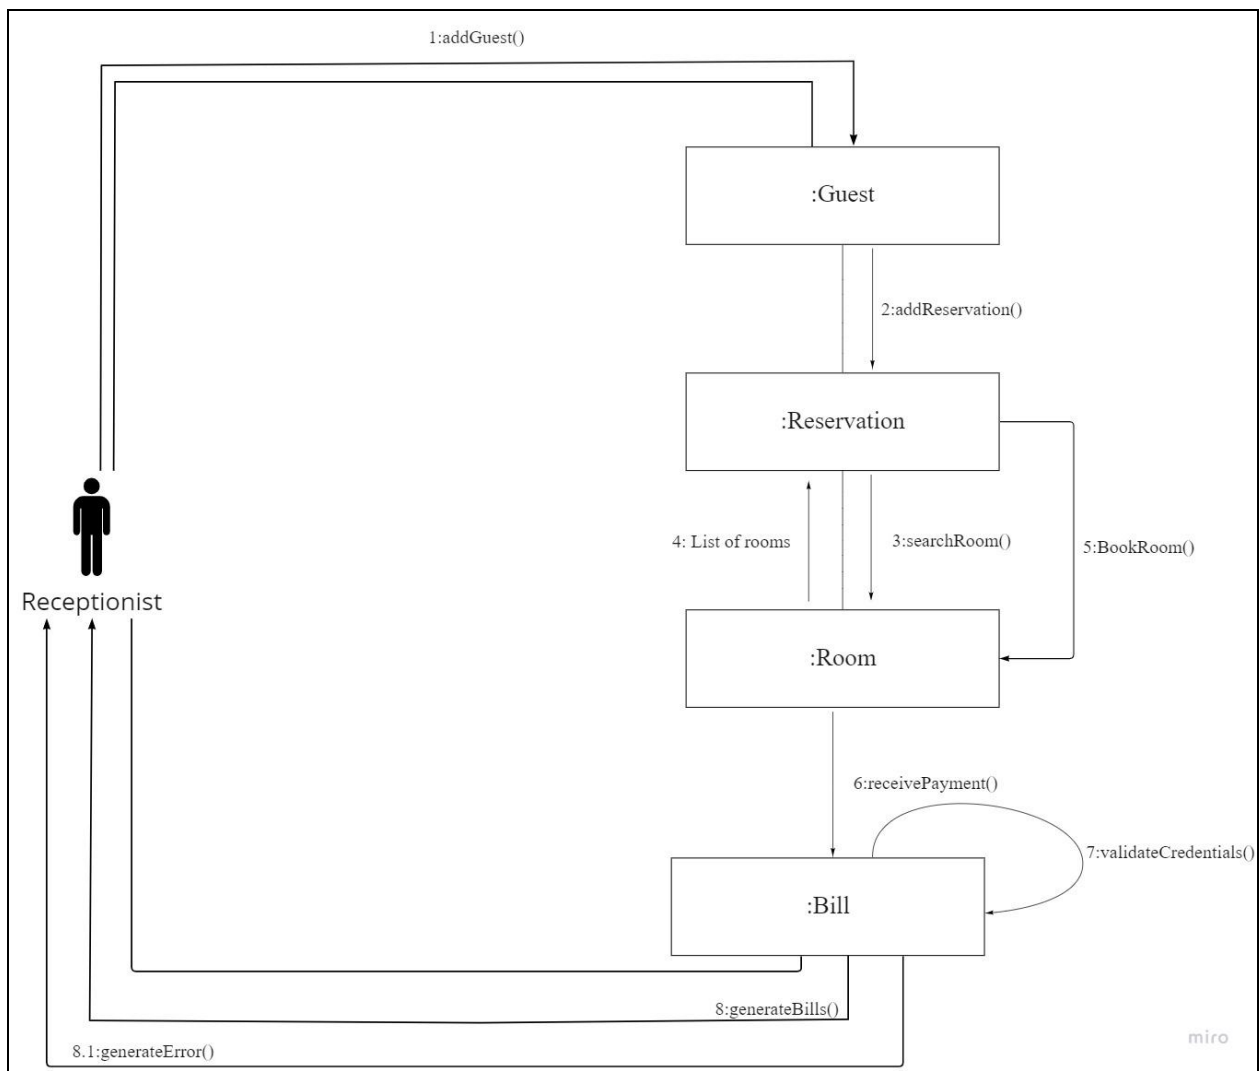 1:addGuest()
:Guest
2:addReservation()
:Reservation
4: List of rooms
3:searchRoom()
5:BookRoom()
Receptionist
:Room
6:receivePayment()
7:validateCredentials()
:Bill
8:generateBills()
8.1:generateError()
miro